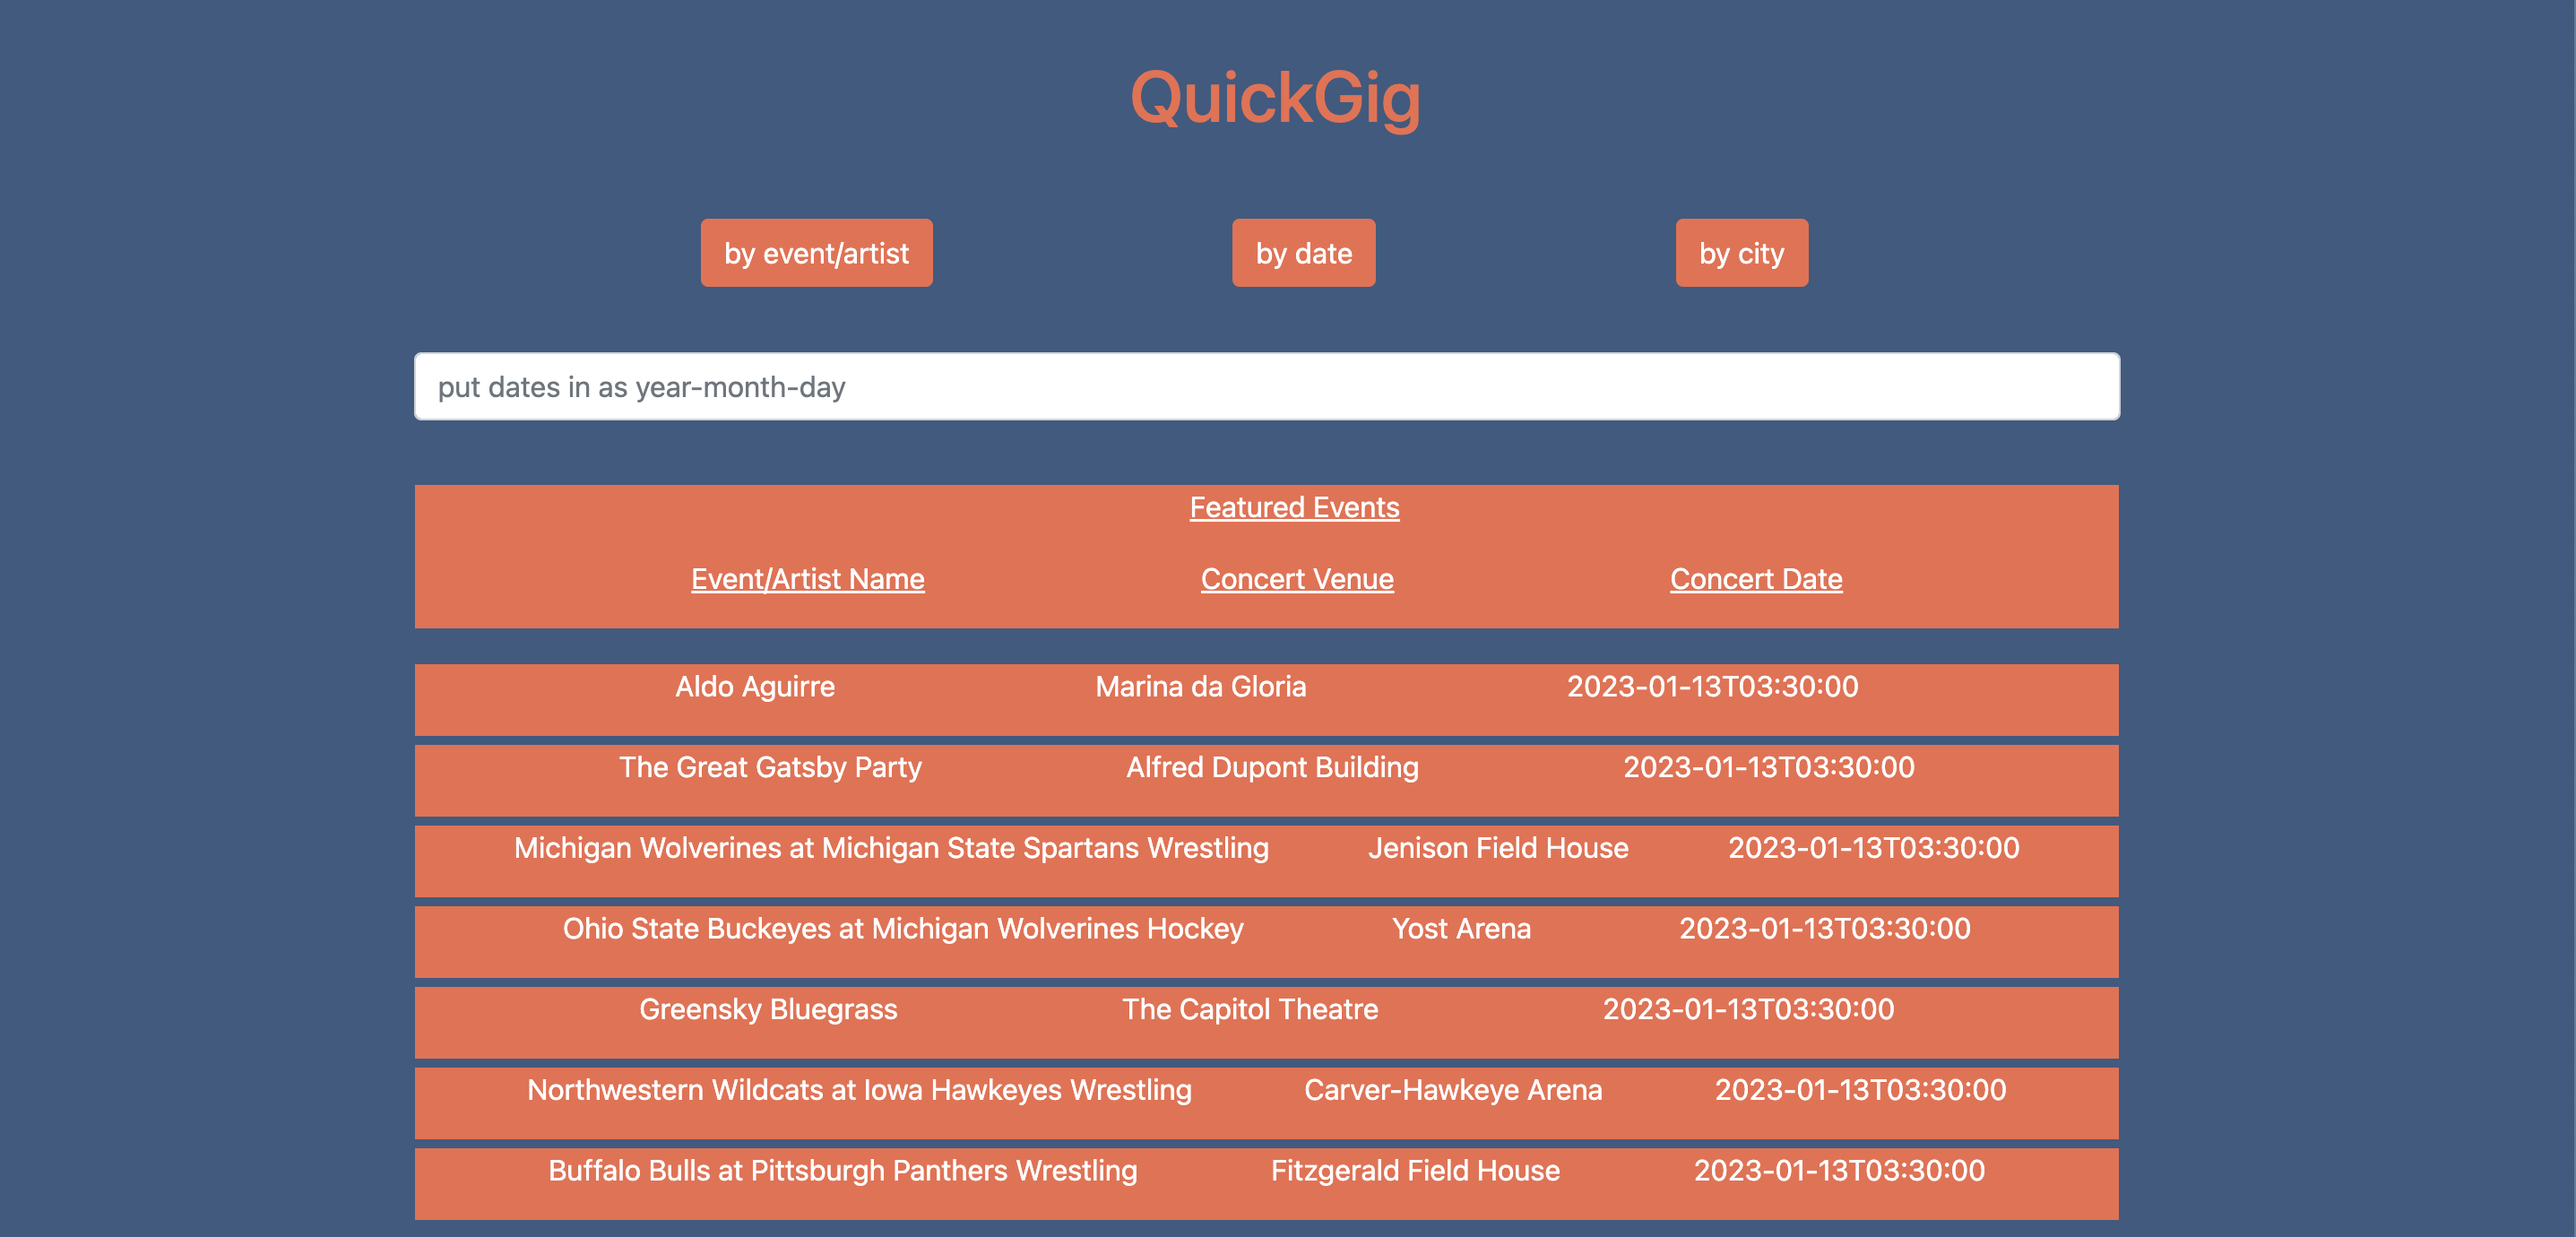 QuickGig
by event/artist by date by city
put dates in as year-month-day
Featured Events
Event/Artist Name Concert Venue Concert Date
Aldo Aguirre Marina da Gloria 2023-01-13T03:30:00
The Great Gatsby Party Alfred Dupont Building 2023-01-13T03:30:00
Michigan Wolverines at Michigan State Spartans Wrestling Jenison Field House 2023-01-13T03:30:00
Ohio State Buckeyes at Michigan Wolverines Hockey Yost Arena 2023-01-13T03:30:00
Greensky Bluegrass The Capitol Theatre 2023-01-13T03:30:00
Northwestern Wildcats at Iowa Hawkeyes Wrestling Carver-Hawkeye Arena 2023-01-13T03:30:00
Buffalo Bulls at Pittsburgh Panthers Wrestling Fitzgerald Field House 2023-01-13T03:30:00